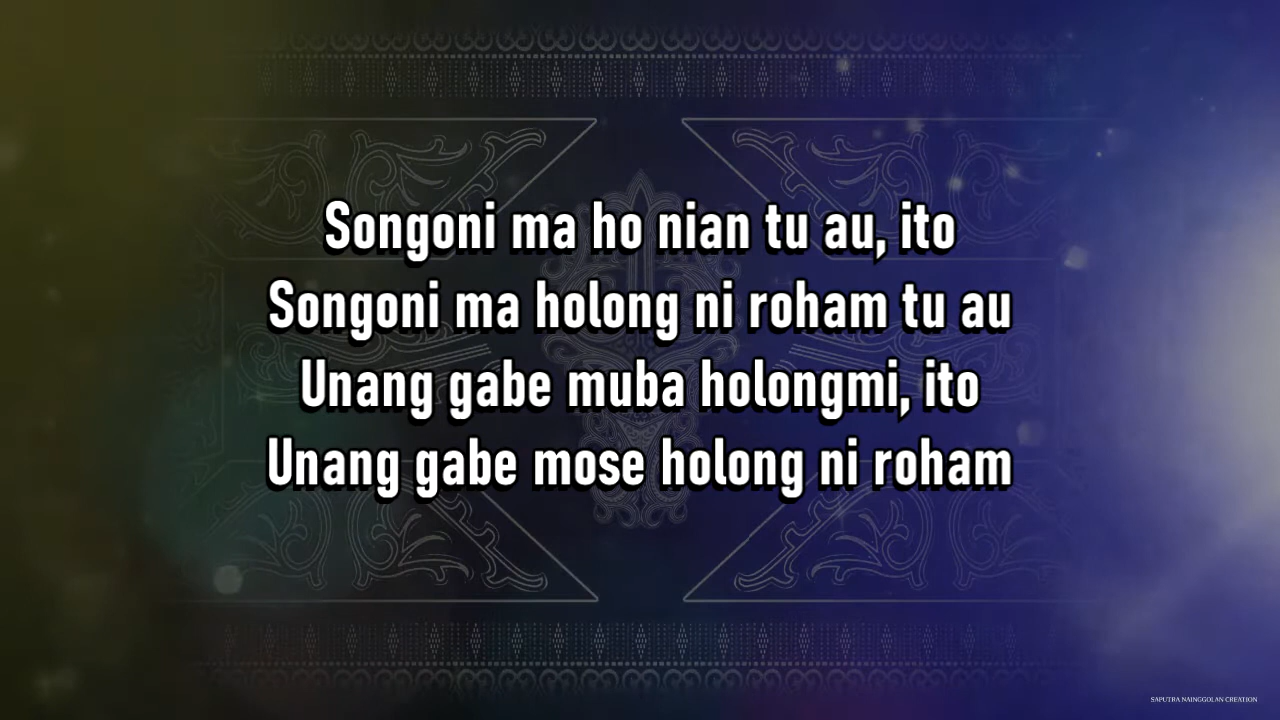 Songoni ma ho nian tu au, ito
Songoni ma holong ni roham tu au
Unang gabe muba holongmi, ito
Unang gabe mose holong ni roham
SAPUTRA NAINGGOLAN CREATION